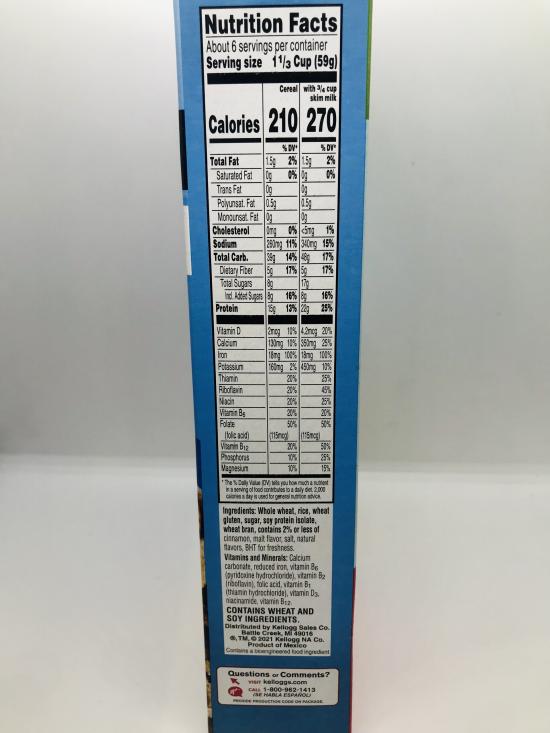 Nutrition Facts
About 6 servings per container
Serving size 1 1/3 Cup (59g)
Cereal with 3/4 cup
skim milk
Calories 210 270
% DV* % DV*
Total Fat 1.5g 2% 1.5g 2%
Saturated Fat 0g 0% 0g 0%
Trans Fat 0g 0g
Polyunsat. Fat 0.5g 0.5g
Monounsat. Fat 0g 0g
Cholesterol 0mg 0% <5mg 1%
Sodium 260mg 11% 340mg 15%
Total Carb. 39g 14% 48g 17%
Dietary Fiber 5g 17% 5g 17%
Total Sugars 8g 17g
Incl. Added Sugars 8g 16% 8g 16%
Protein 15g 13% 22g 25%
Vitamin D 2mcg 10% 4.2mcg 20%
Calcium 130mg 10% 350mg 25%
Iron 18mg 100% 18mg 100%
Potassium 160mg 2% 450mg 10%
Thiamin 20% 25%
Riboflavin 20% 45%
Niacin 20% 25%
Vitamin B6 20% 20%
Folate 50% 50%
(folic acid) (115mcg) (115mcg)
Vitamin B12 20% 50%
Phosphorus 10% 25%
Magnesium 10% 15%
* The % Daily Value (DV) tells you how much a nutrient
in a serving of food contributes to a daily diet. 2,000
calories a day is used for general nutrition advice.
Ingredients: Whole wheat, rice, wheat
gluten, sugar, soy protein isolate,
wheat bran, contains 2% or less of
cinnamon, malt flavor, salt, natural
flavors, BHT for freshness.
Vitamins and Minerals: Calcium
carbonate, reduced iron, vitamin B6
(pyridoxine hydrochloride), vitamin B2
(riboflavin), folic acid, vitamin B1
(thiamin hydrochloride), vitamin D3,
niacinamide, vitamin B12.
CONTAINS WHEAT AND
SOY INGREDIENTS.
Distributed by Kellogg Sales Co.
Battle Creek, MI 49016
®, TM, © 2021 Kellogg NA Co.
Product of Mexico
Contains a bioengineered food ingredient
Questions or Comments?
VISIT kelloggs.com
CALL 1-800-962-1413
(SE HABLA ESPAÑOL)
PROVIDE PRODUCTION CODE ON PACKAGE.